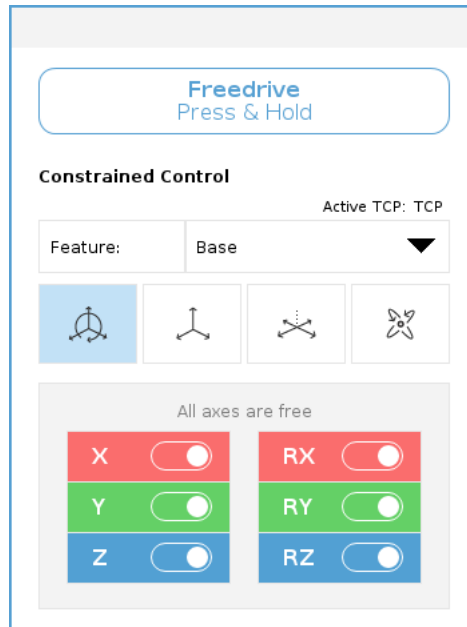 Freedrive
Press & Hold
Constrained Control
Active TCP: TCP
Feature: Base
All axes are free
X RX
Y RY
Z RZ